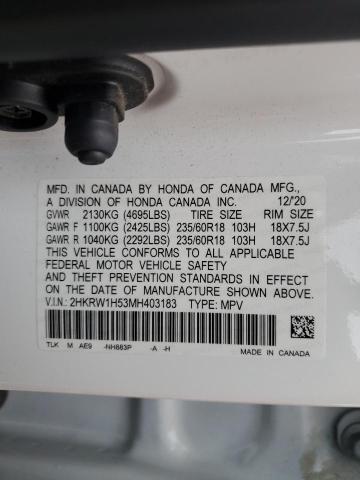 MFD. IN CANADA BY HONDA OF CANADA MFG.,
A DIVISION OF HONDA CANADA INC. 12/'20
GVWR 2130KG (4695LBS) TIRE SIZE RIM SIZE
GAWR F 1100KG (2425LBS) 235/60R18 103H 18X7.5J
GAWR R 1040KG (2292LBS) 235/60R18 103H 18X7.5J
THIS VEHICLE CONFORMS TO ALL APPLICABLE
FEDERAL MOTOR VEHICLE SAFETY
AND THEFT PREVENTION STANDARDS IN EFFECT
ON THE DATE OF MANUFACTURE SHOWN ABOVE.
V.I.N.: 2HKRW1H53MH403183 TYPE: MPV
TLK M AE9 -NH883P -A -H MADE IN CANADA